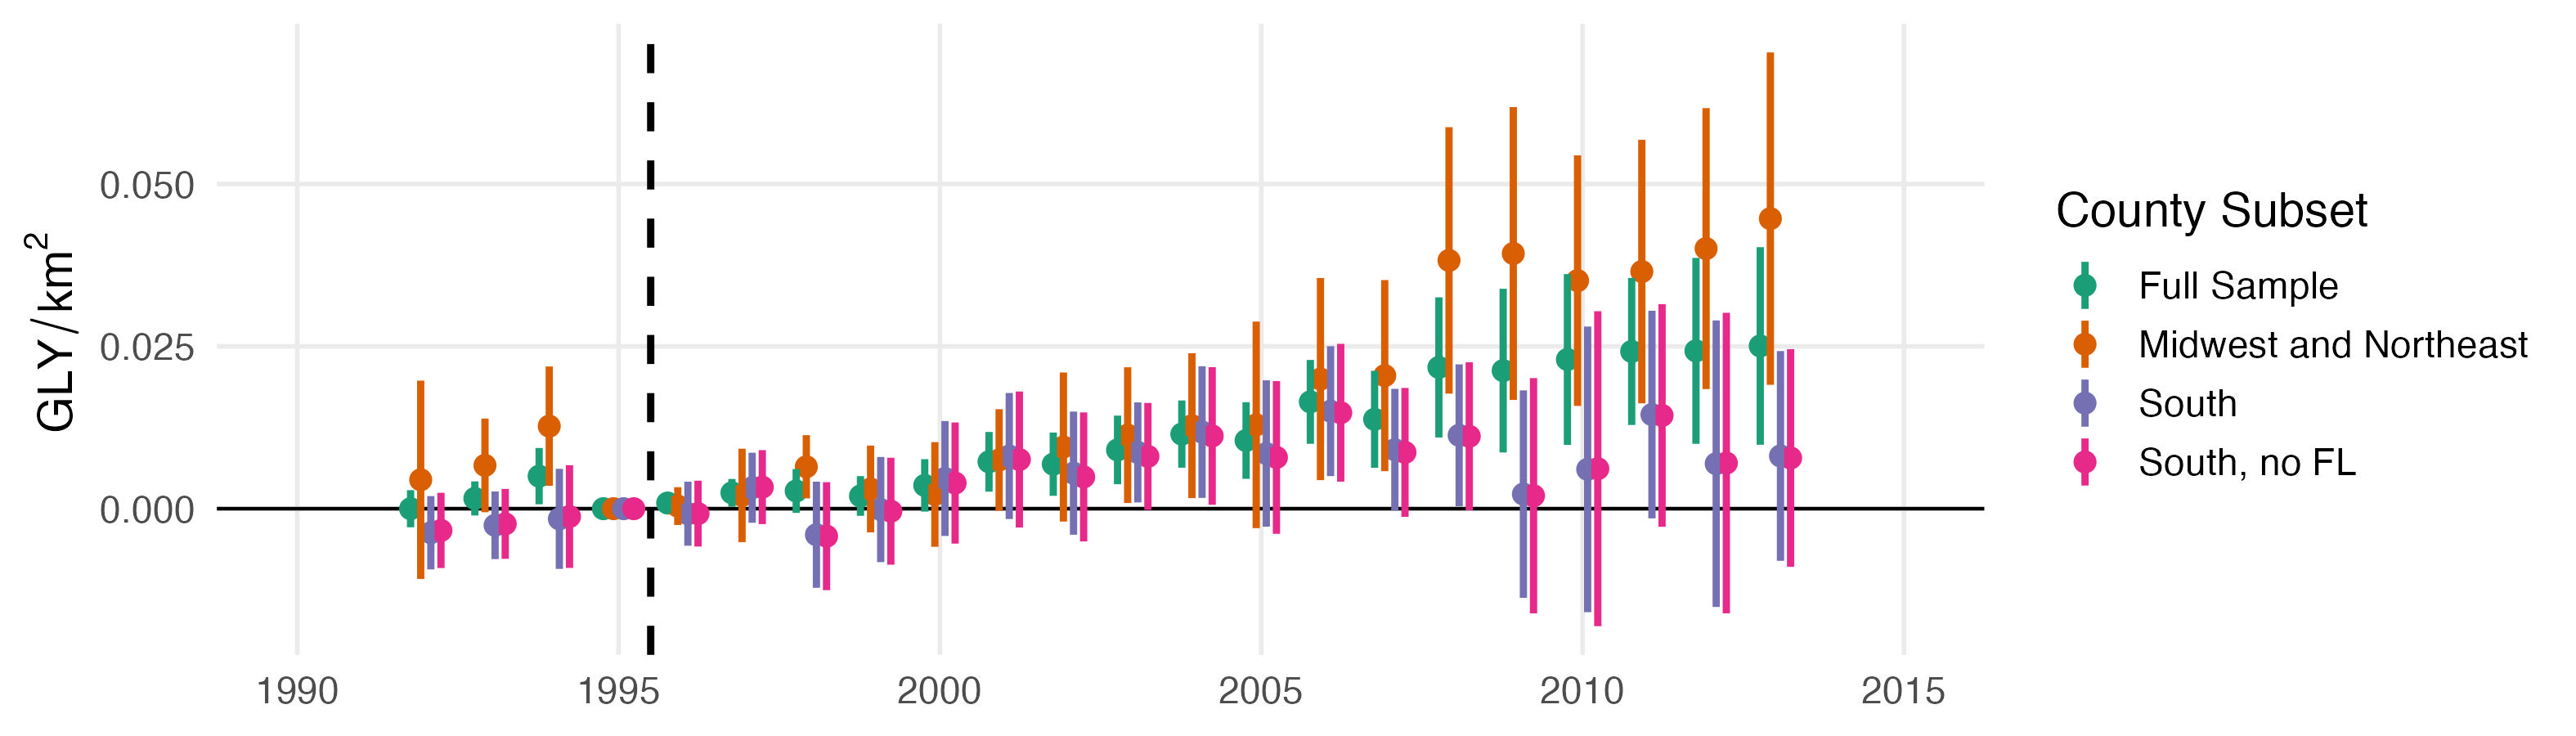 GLY/km²
0.050
0.025
0.000
1990 1995 2000 2005 2010 2015
County Subset
Full Sample
Midwest and Northeast
South
South, no FL